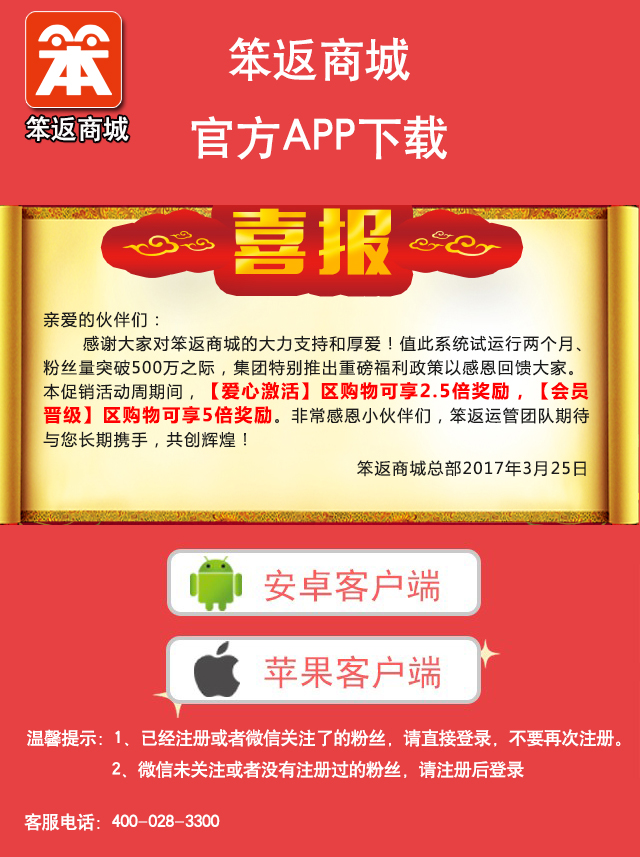 笨
笨返商城
笨返商城
官方APP下载
喜报
亲爱的伙伴们：
感谢大家对笨返商城的大力支持和厚爱！值此系统试运行两个月、
粉丝量突破500万之际，集团特别推出重磅福利政策以感恩回馈大家。
本促销活动周期间，【爱心激活】区购物可享2.5倍奖励，【会员
晋级】区购物可享5倍奖励。非常感恩小伙伴们，笨返运管团队期待
与您长期携手，共创辉煌！
笨返商城总部2017年3月25日
安卓客户端
苹果客户端
温馨提示：1、已经注册或者微信关注了的粉丝，请直接登录，不要再次注册。
2、微信未关注或者没有注册过的粉丝，请注册后登录
客服电话：400-028-3300